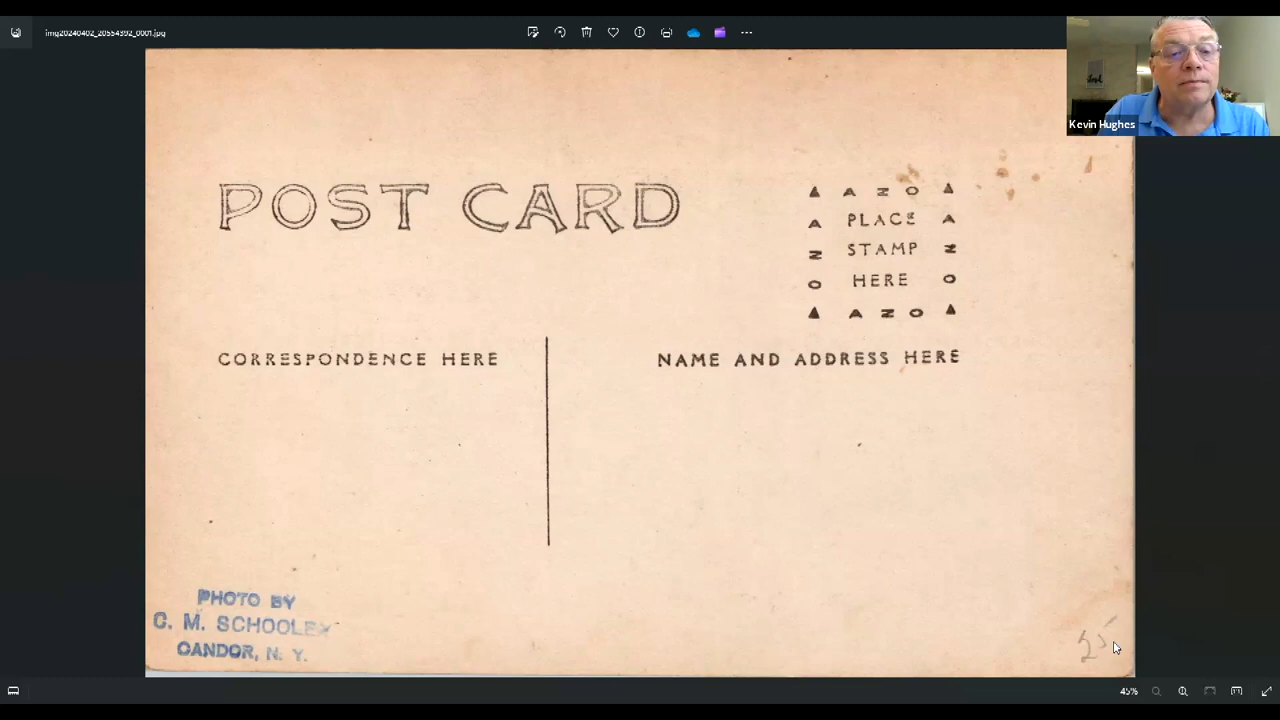 img20240402_20554392_0001.jpg
Kevin Hughes
POST CARD
▲ A Z O ▲
A PLACE A
Z STAMP Z
O HERE O
▲ A Z O ▲
CORRESPONDENCE HERE
NAME AND ADDRESS HERE
PHOTO BY
C. M. SCHOOLEY
CANDOR, N. Y.
25
45%